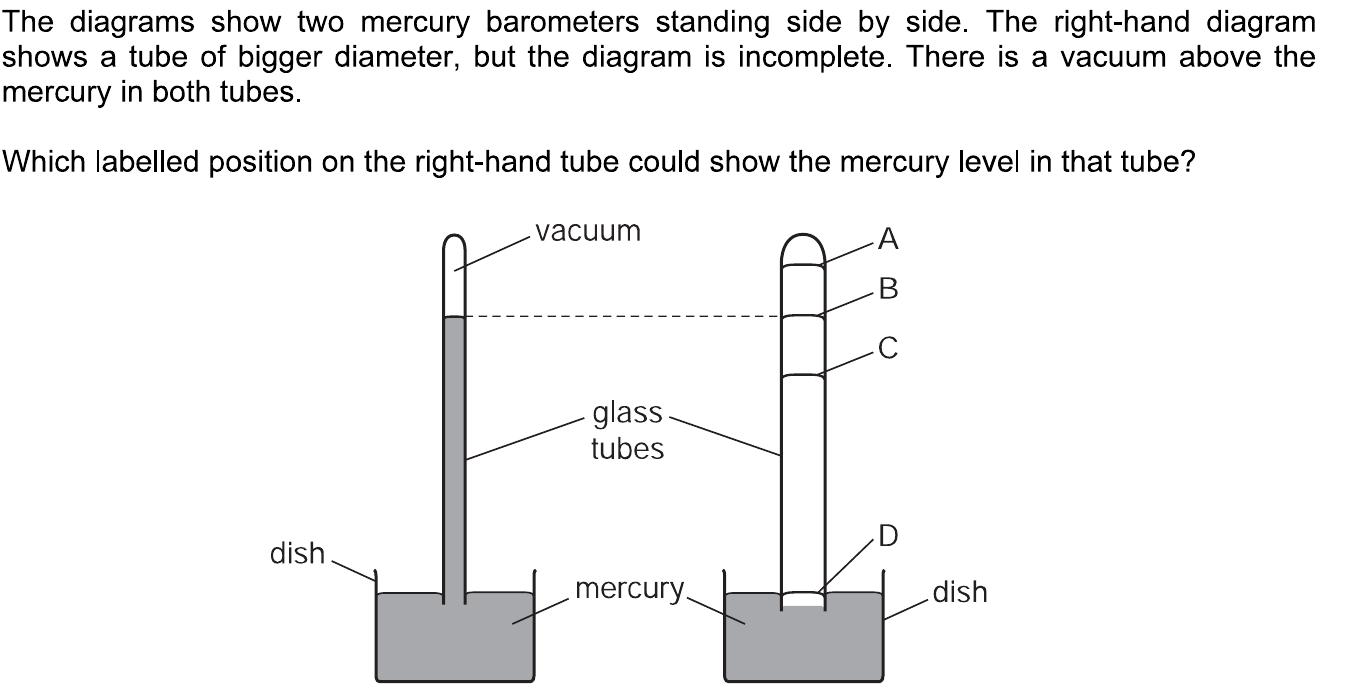 The diagrams show two mercury barometers standing side by side. The right-hand diagram
shows a tube of bigger diameter, but the diagram is incomplete. There is a vacuum above the
mercury in both tubes.
Which labelled position on the right-hand tube could show the mercury level in that tube?
vacuum
A
B
C
glass
tubes
D
dish
mercury
dish